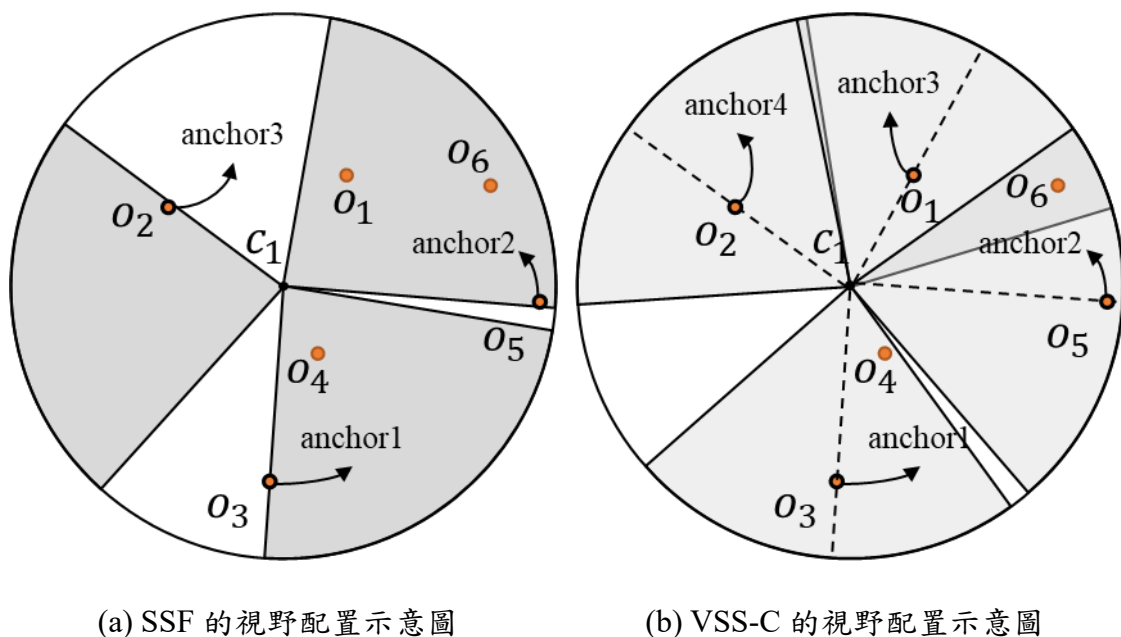 anchor3
o₂
o₁
o₆
c₁
anchor2
o₅
o₄
anchor1
o₃
(a) SSF 的視野配置示意圖
anchor4
anchor3
o₂
o₁
o₆
c₁
anchor2
o₅
o₄
anchor1
o₃
(b) VSS-C 的視野配置示意圖